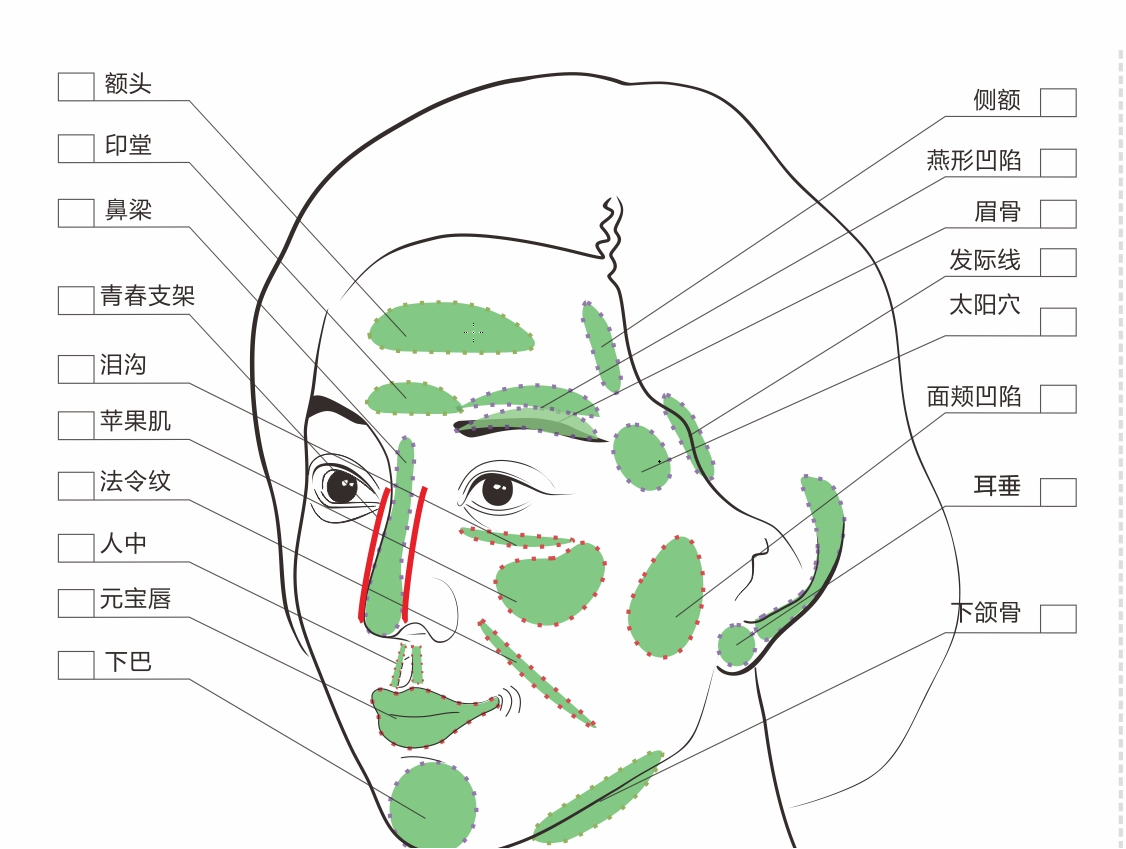 额头
印堂
鼻梁
青春支架
泪沟
苹果肌
法令纹
人中
元宝唇
下巴
侧额
燕形凹陷
眉骨
发际线
太阳穴
面颊凹陷
耳垂
下颌骨